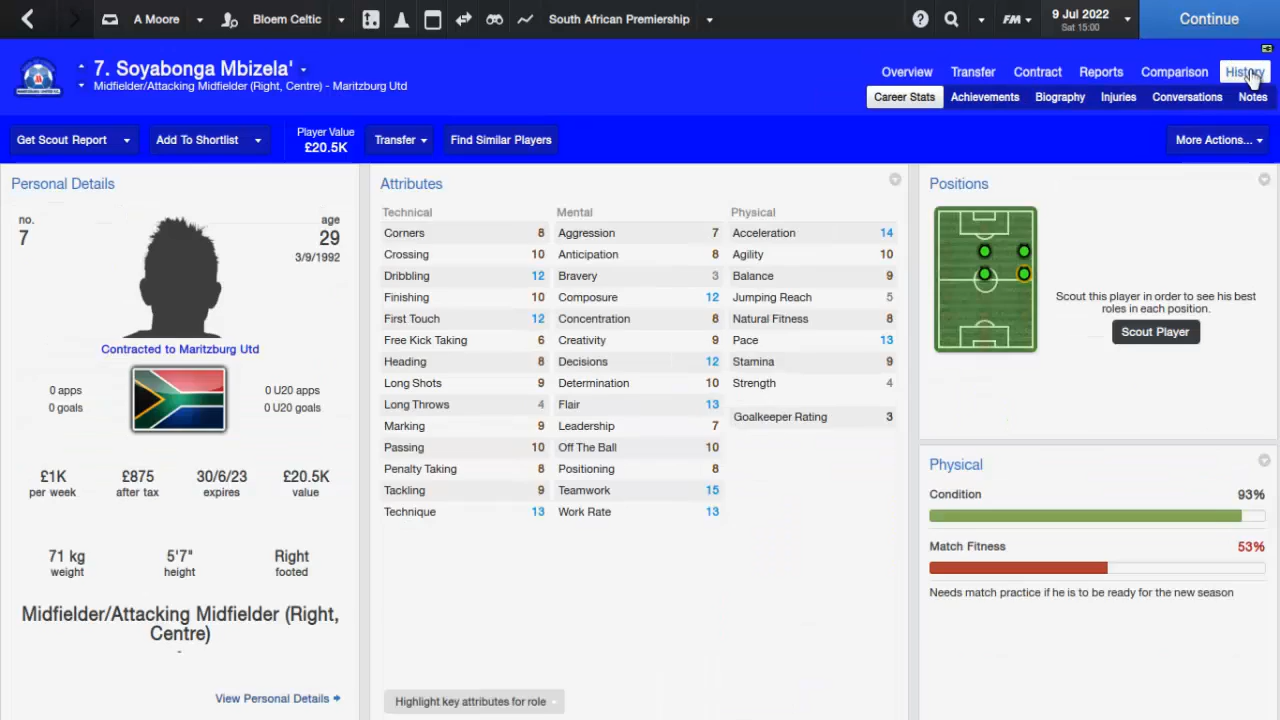 A Moore
Bloem Celtic
South African Premiership
FM
9 Jul 2022
Sat 15:00
Continue
7. Soyabonga Mbizela'
Midfielder/Attacking Midfielder (Right, Centre) - Maritzburg Utd
Overview Transfer Contract Reports Comparison History
Career Stats Achievements Biography Injuries Conversations Notes
Get Scout Report
Add To Shortlist
Player Value
£20.5K
Transfer
Find Similar Players
More Actions...
Personal Details
no.
7
age
29
3/9/1992
Contracted to Maritzburg Utd
0 apps
0 goals
0 U20 apps
0 U20 goals
£1K
per week
£875
after tax
30/6/23
expires
£20.5K
value
71 kg
weight
5'7"
height
Right
footed
Midfielder/Attacking Midfielder (Right,
Centre)
-
View Personal Details
Attributes
Technical
Corners 8
Crossing 10
Dribbling 12
Finishing 10
First Touch 12
Free Kick Taking 6
Heading 8
Long Shots 9
Long Throws 4
Marking 9
Passing 10
Penalty Taking 8
Tackling 9
Technique 13
Mental
Aggression 7
Anticipation 8
Bravery 3
Composure 12
Concentration 8
Creativity 9
Decisions 12
Determination 10
Flair 13
Leadership 7
Off The Ball 10
Positioning 8
Teamwork 15
Work Rate 13
Physical
Acceleration 14
Agility 10
Balance 9
Jumping Reach 5
Natural Fitness 8
Pace 13
Stamina 9
Strength 4
Goalkeeper Rating 3
Highlight key attributes for role
Positions
Scout this player in order to see his best
roles in each position.
Scout Player
Physical
Condition 93%
Match Fitness 53%
Needs match practice if he is to be ready for the new season